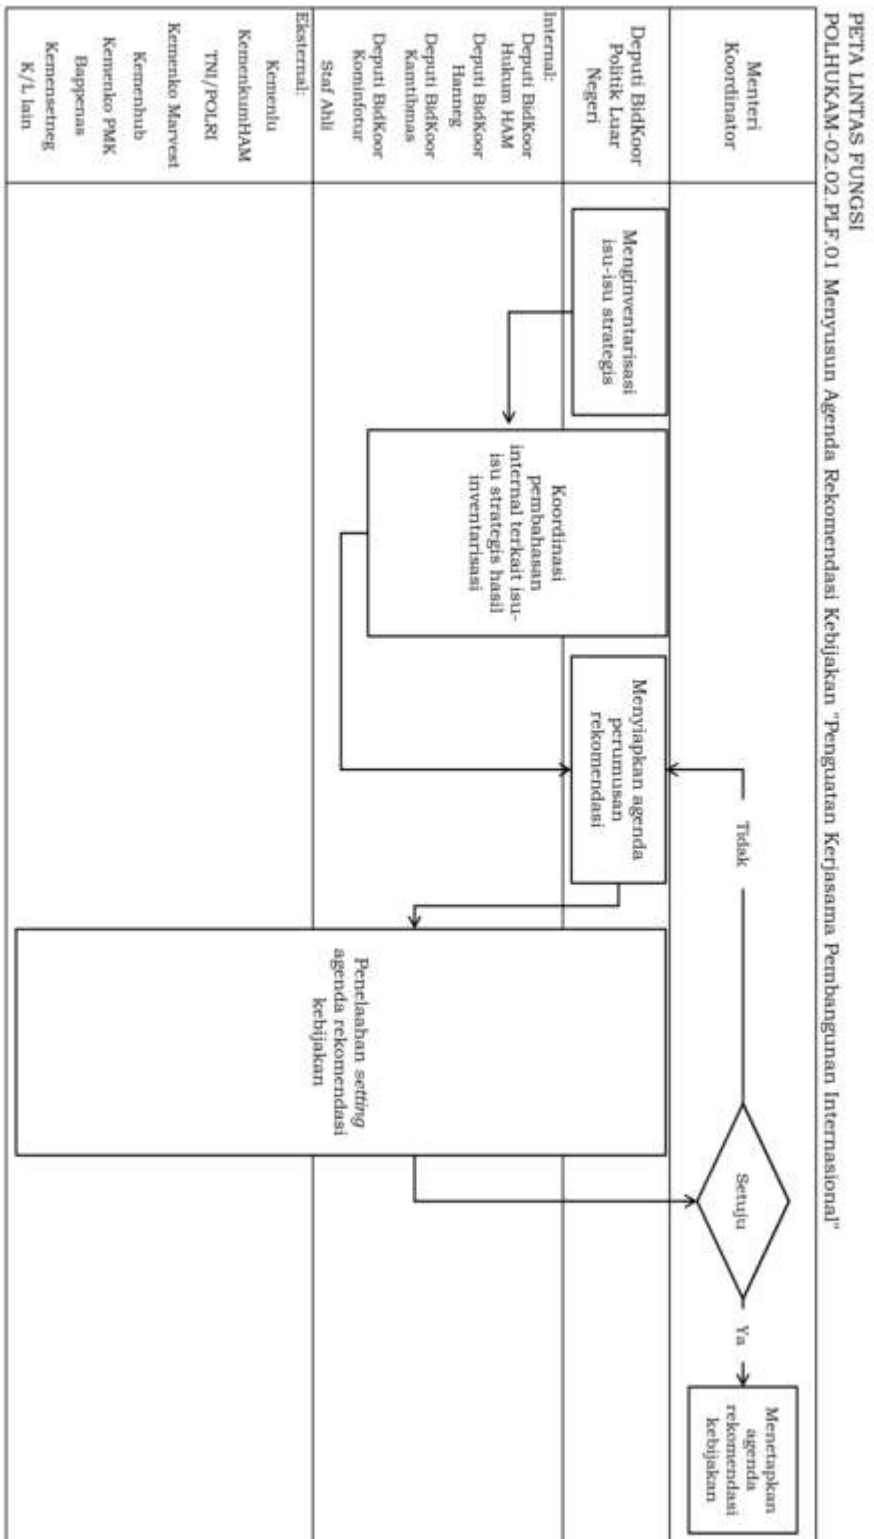 PETA LINTAS FUNGSI
POLHUKAM-02.02.PLF.01 Menyusun Agenda Rekomendasi Kebijakan "Penguatan Kerjasama Pembangunan Internasional"
Menteri
Koordinator
Setuju
Tidak
Ya
Menetapkan
agenda
rekomendasi
kebijakan
Deputi BidKoor
Politik Luar
Negeri
Menginventarisasi
isu-isu strategis
Koordinasi
pembahasan
internal terkait isu-
isu strategis hasil
inventarisasi
Menyiapkan agenda
perumusan
rekomendasi
Penelaahan setting
agenda rekomendasi
kebijakan
Internal:
Deputi BidKoor
Hukum HAM
Deputi BidKoor
Hanneg
Deputi BidKoor
Kamtibmas
Deputi BidKoor
Kominfotur
Staf Ahli
Eksternal:
Kemenlu
KemenkumHAM
TNI/POLRI
Kemenko Marvest
Kemenhub
Kemenko PMK
Bappenas
Kemensetneg
K/L lain